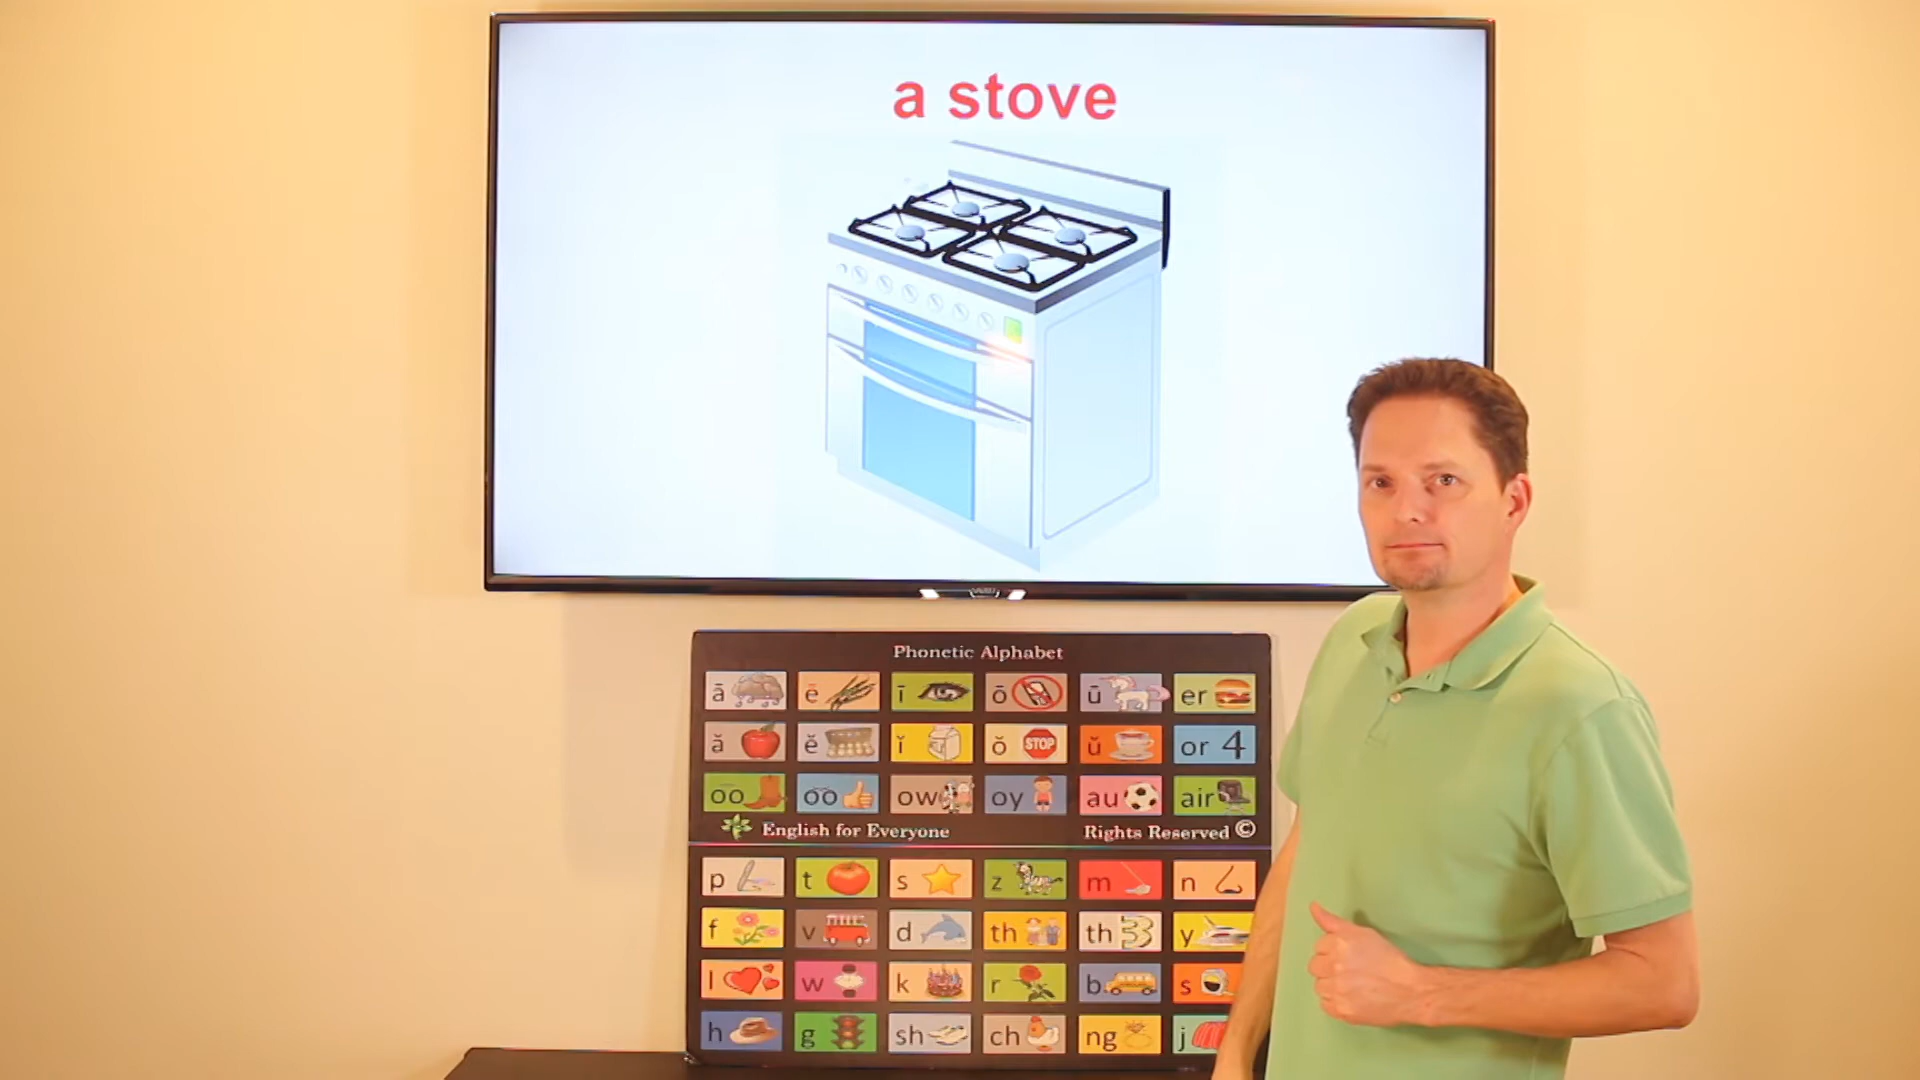 a stove
Phonetic Alphabet
ā ē ī ō ū er
ă ĕ ĭ ŏ STOP ŭ or 4
oo oo ow oy au air
English for Everyone Rights Reserved ©
p t s z m n
f v d th th 3 y
l w k r b s
h g sh ch ng j